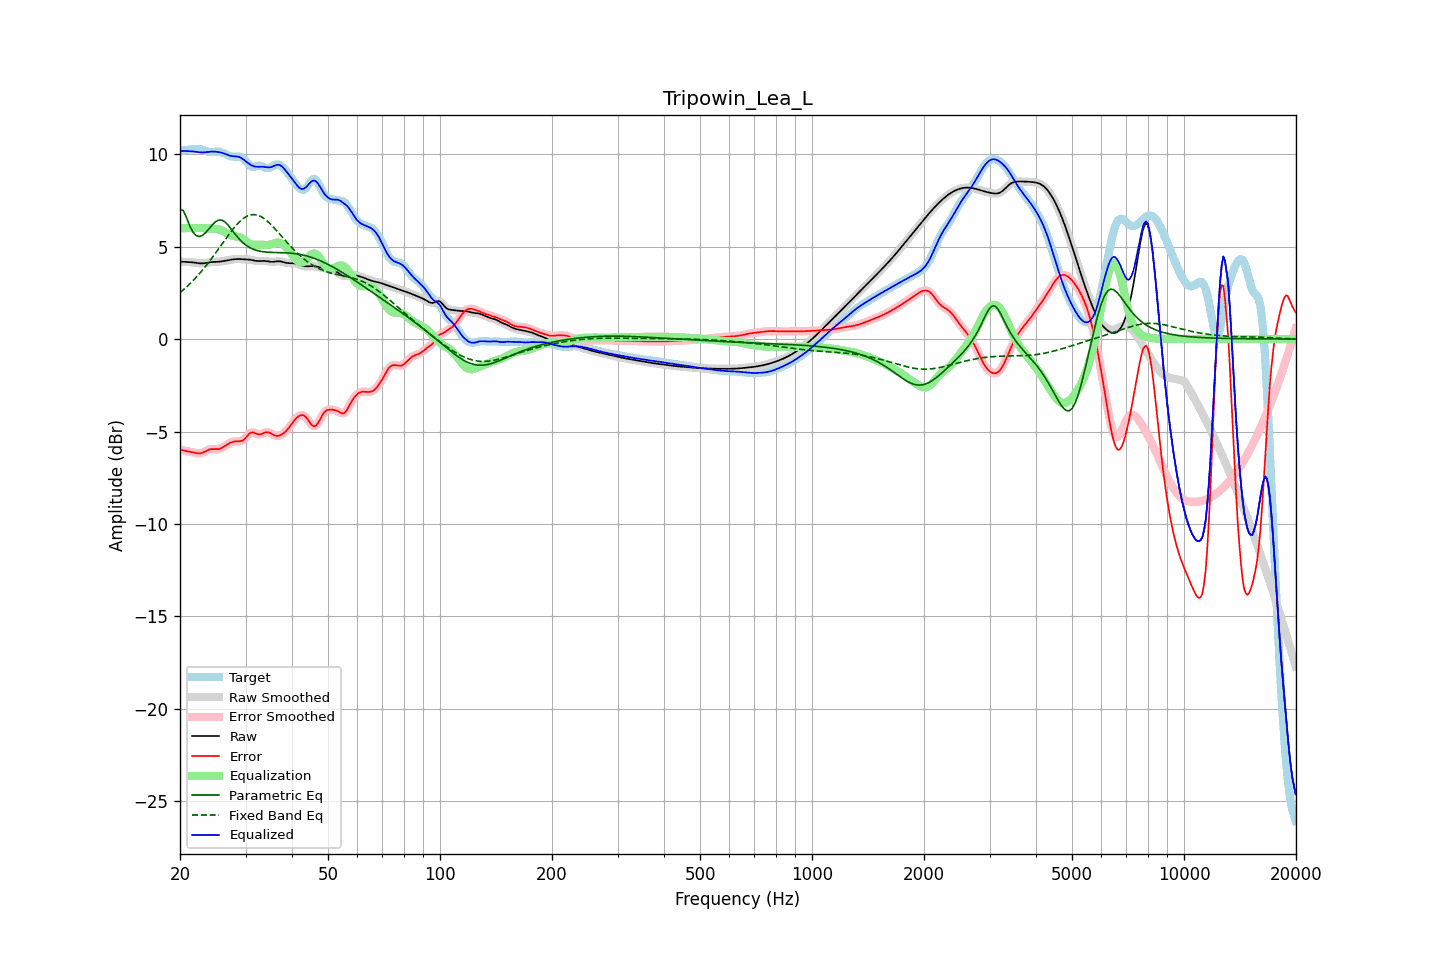 Tripowin_Lea_L
Amplitude (dBr)
10
5
0
−5
−10
−15
−20
−25
Target
Raw Smoothed
Error Smoothed
Raw
Error
Equalization
Parametric Eq
Fixed Band Eq
Equalized
20 50 100 200 500 1000 2000 5000 10000 20000
Frequency (Hz)